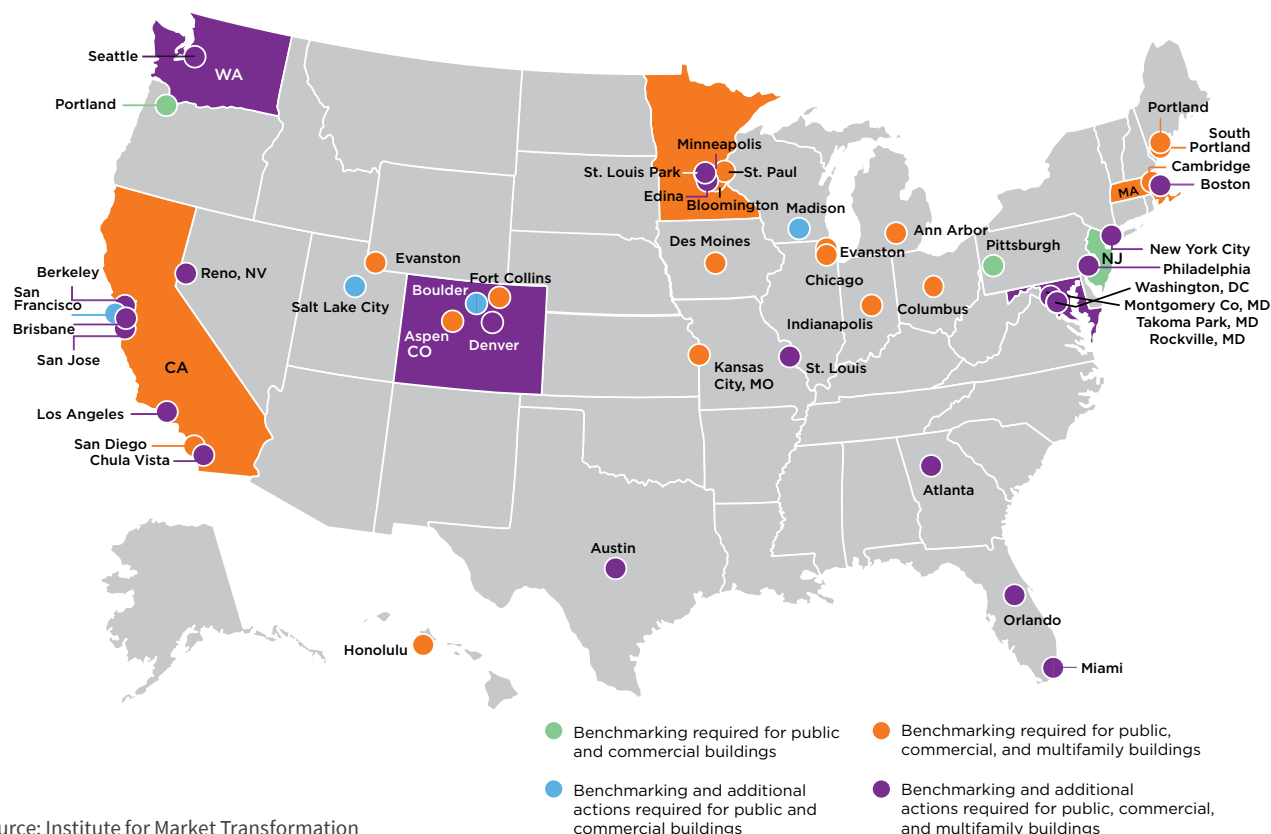 Seattle
WA
Portland
Portland
South
Portland
Cambridge
MA
Boston
Minneapolis
St. Louis Park
St. Paul
Edina
Bloomington
Madison
Ann Arbor
Des Moines
Evanston
Chicago
Pittsburgh
NJ
New York City
Philadelphia
Washington, DC
Montgomery Co, MD
Takoma Park, MD
Rockville, MD
Evanston
Fort Collins
Reno, NV
Berkeley
San
Francisco
Brisbane
San Jose
Salt Lake City
Boulder
Aspen
CO
Denver
Indianapolis
Columbus
CA
Kansas
City, MO
St. Louis
Los Angeles
San Diego
Chula Vista
Atlanta
Austin
Orlando
Honolulu
Miami
Benchmarking required for public
and commercial buildings
Benchmarking required for public,
commercial, and multifamily buildings
Benchmarking and additional
actions required for public and
commercial buildings
Benchmarking and additional
actions required for public, commercial,
and multifamily buildings
urce: Institute for Market Transformation